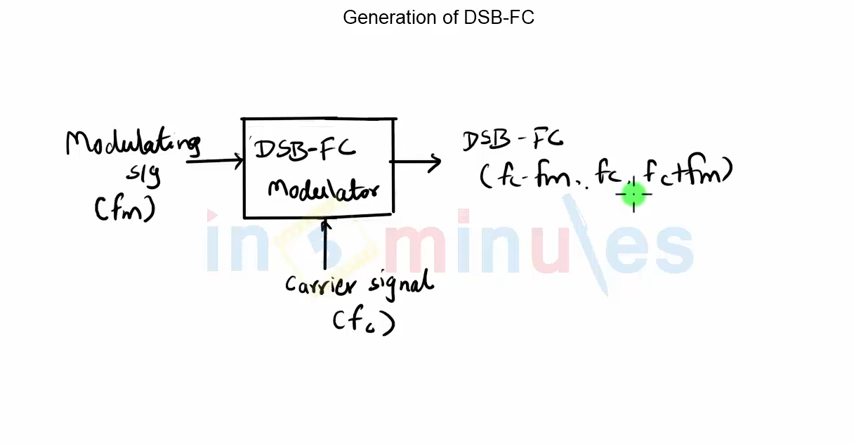 Generation of DSB-FC
Modulating
sig
(fm)
DSB-FC
Modulator
DSB-FC
(fc-fm, fc, fc+fm)
Carrier signal
(fc)
in 5 minutes